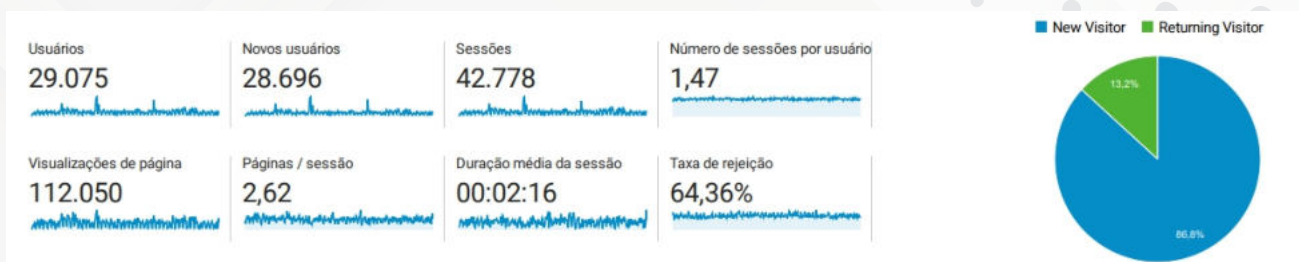 Usuários
29.075
Novos usuários
28.696
Sessões
42.778
Número de sessões por usuário
1,47
Visualizações de página
112.050
Páginas / sessão
2,62
Duração média da sessão
00:02:16
Taxa de rejeição
64,36%
New Visitor
Returning Visitor
13,2%
86,8%